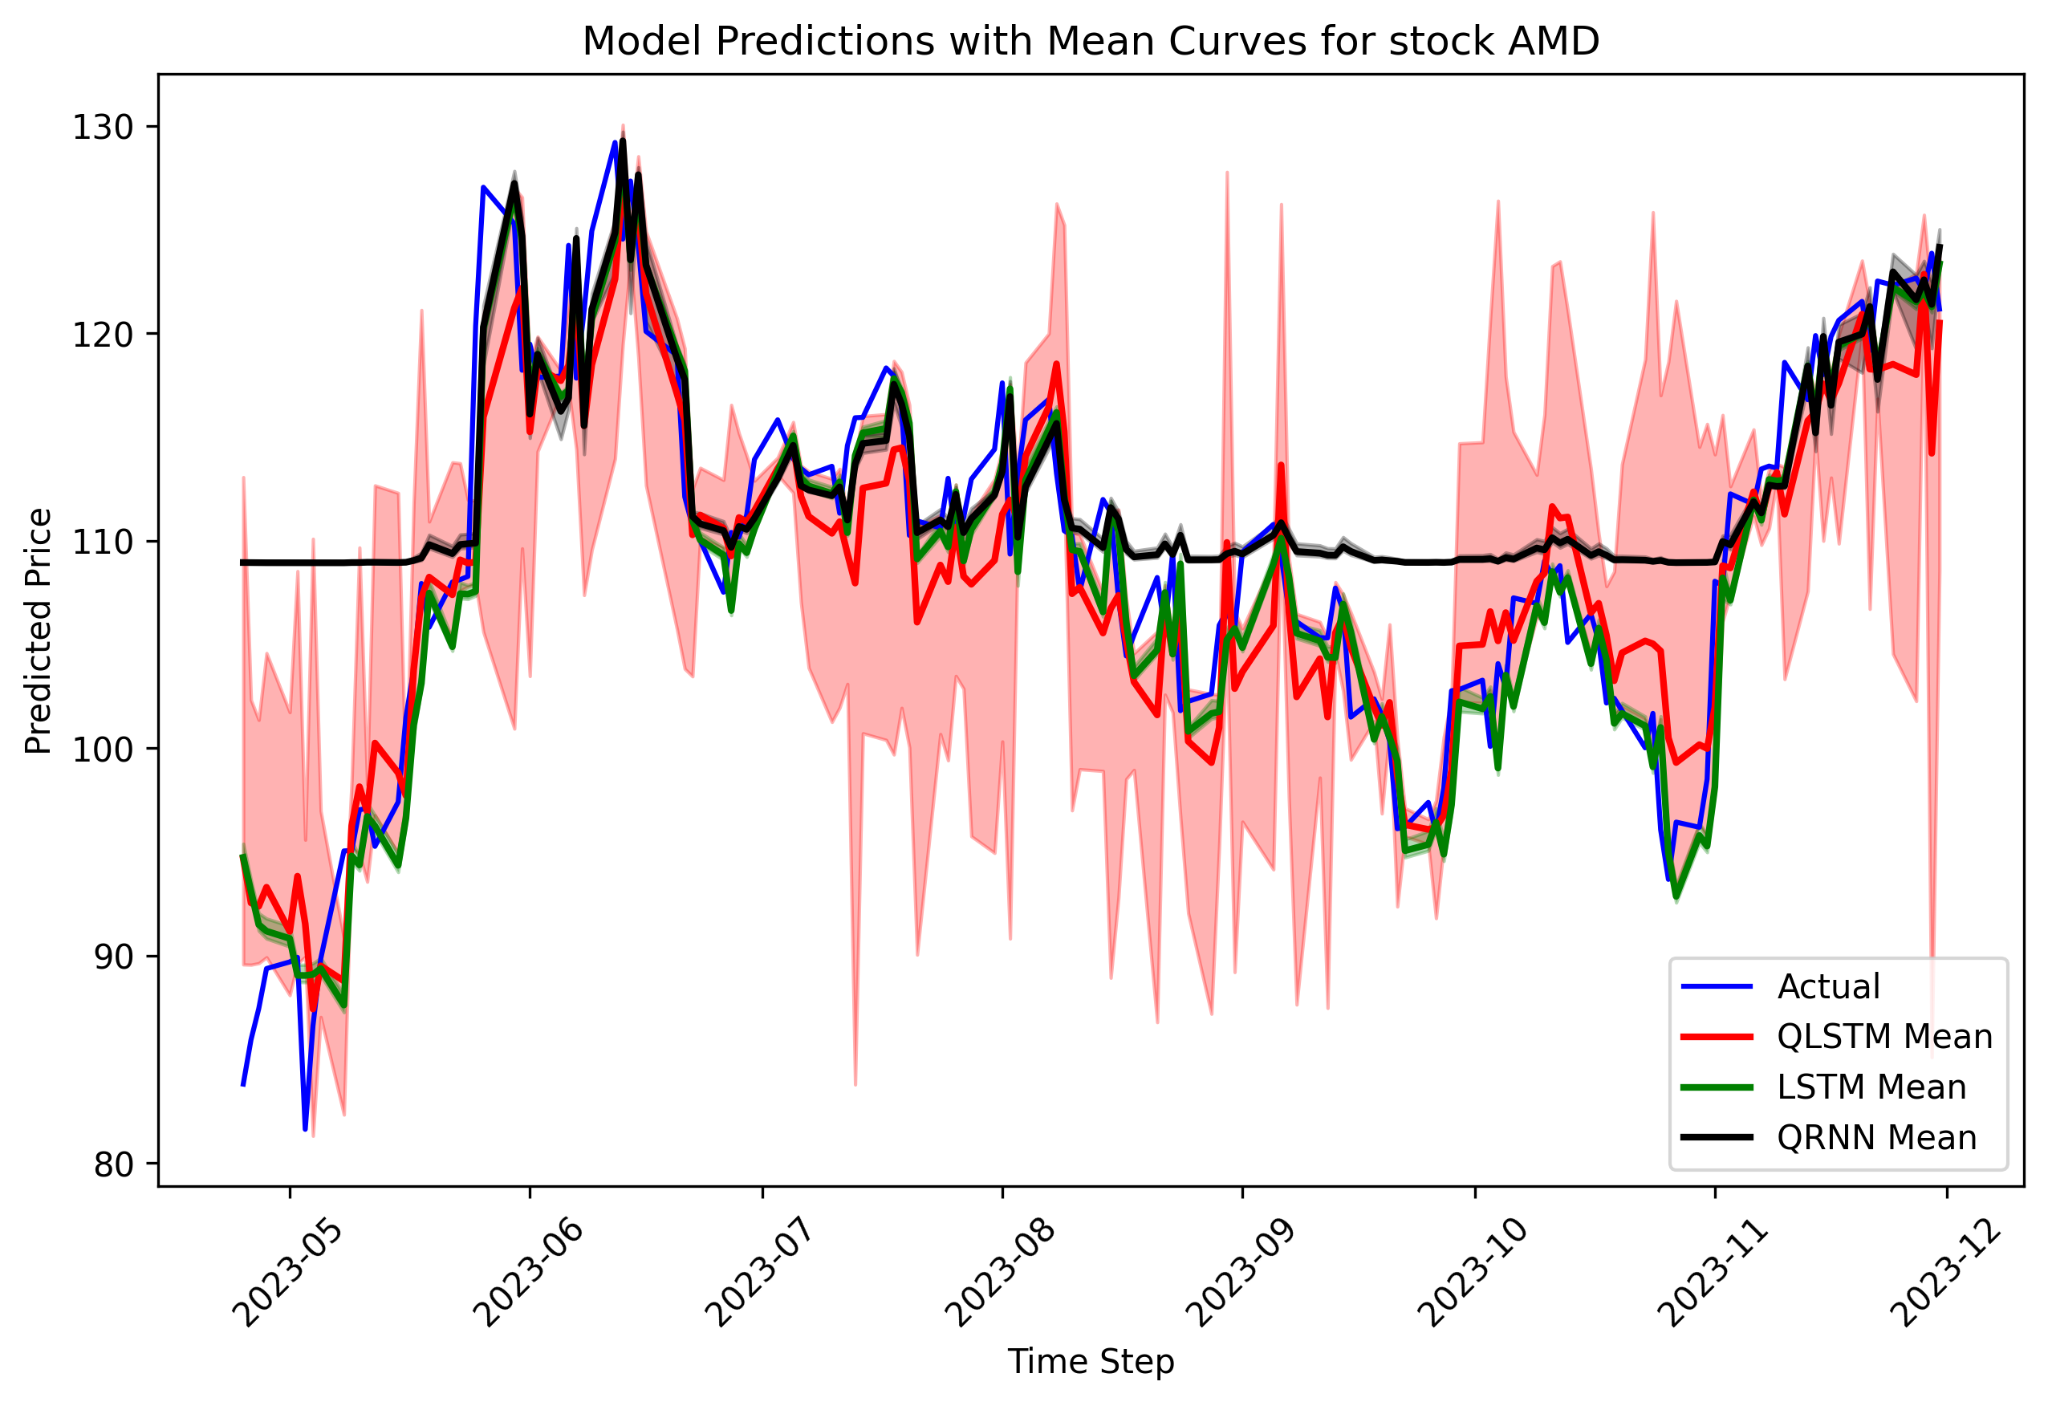 Model Predictions with Mean Curves for stock AMD
Predicted Price
130
120
110
100
90
80
Actual
QLSTM Mean
LSTM Mean
QRNN Mean
2023-05
2023-06
2023-07
2023-08
2023-09
2023-10
2023-11
2023-12
Time Step